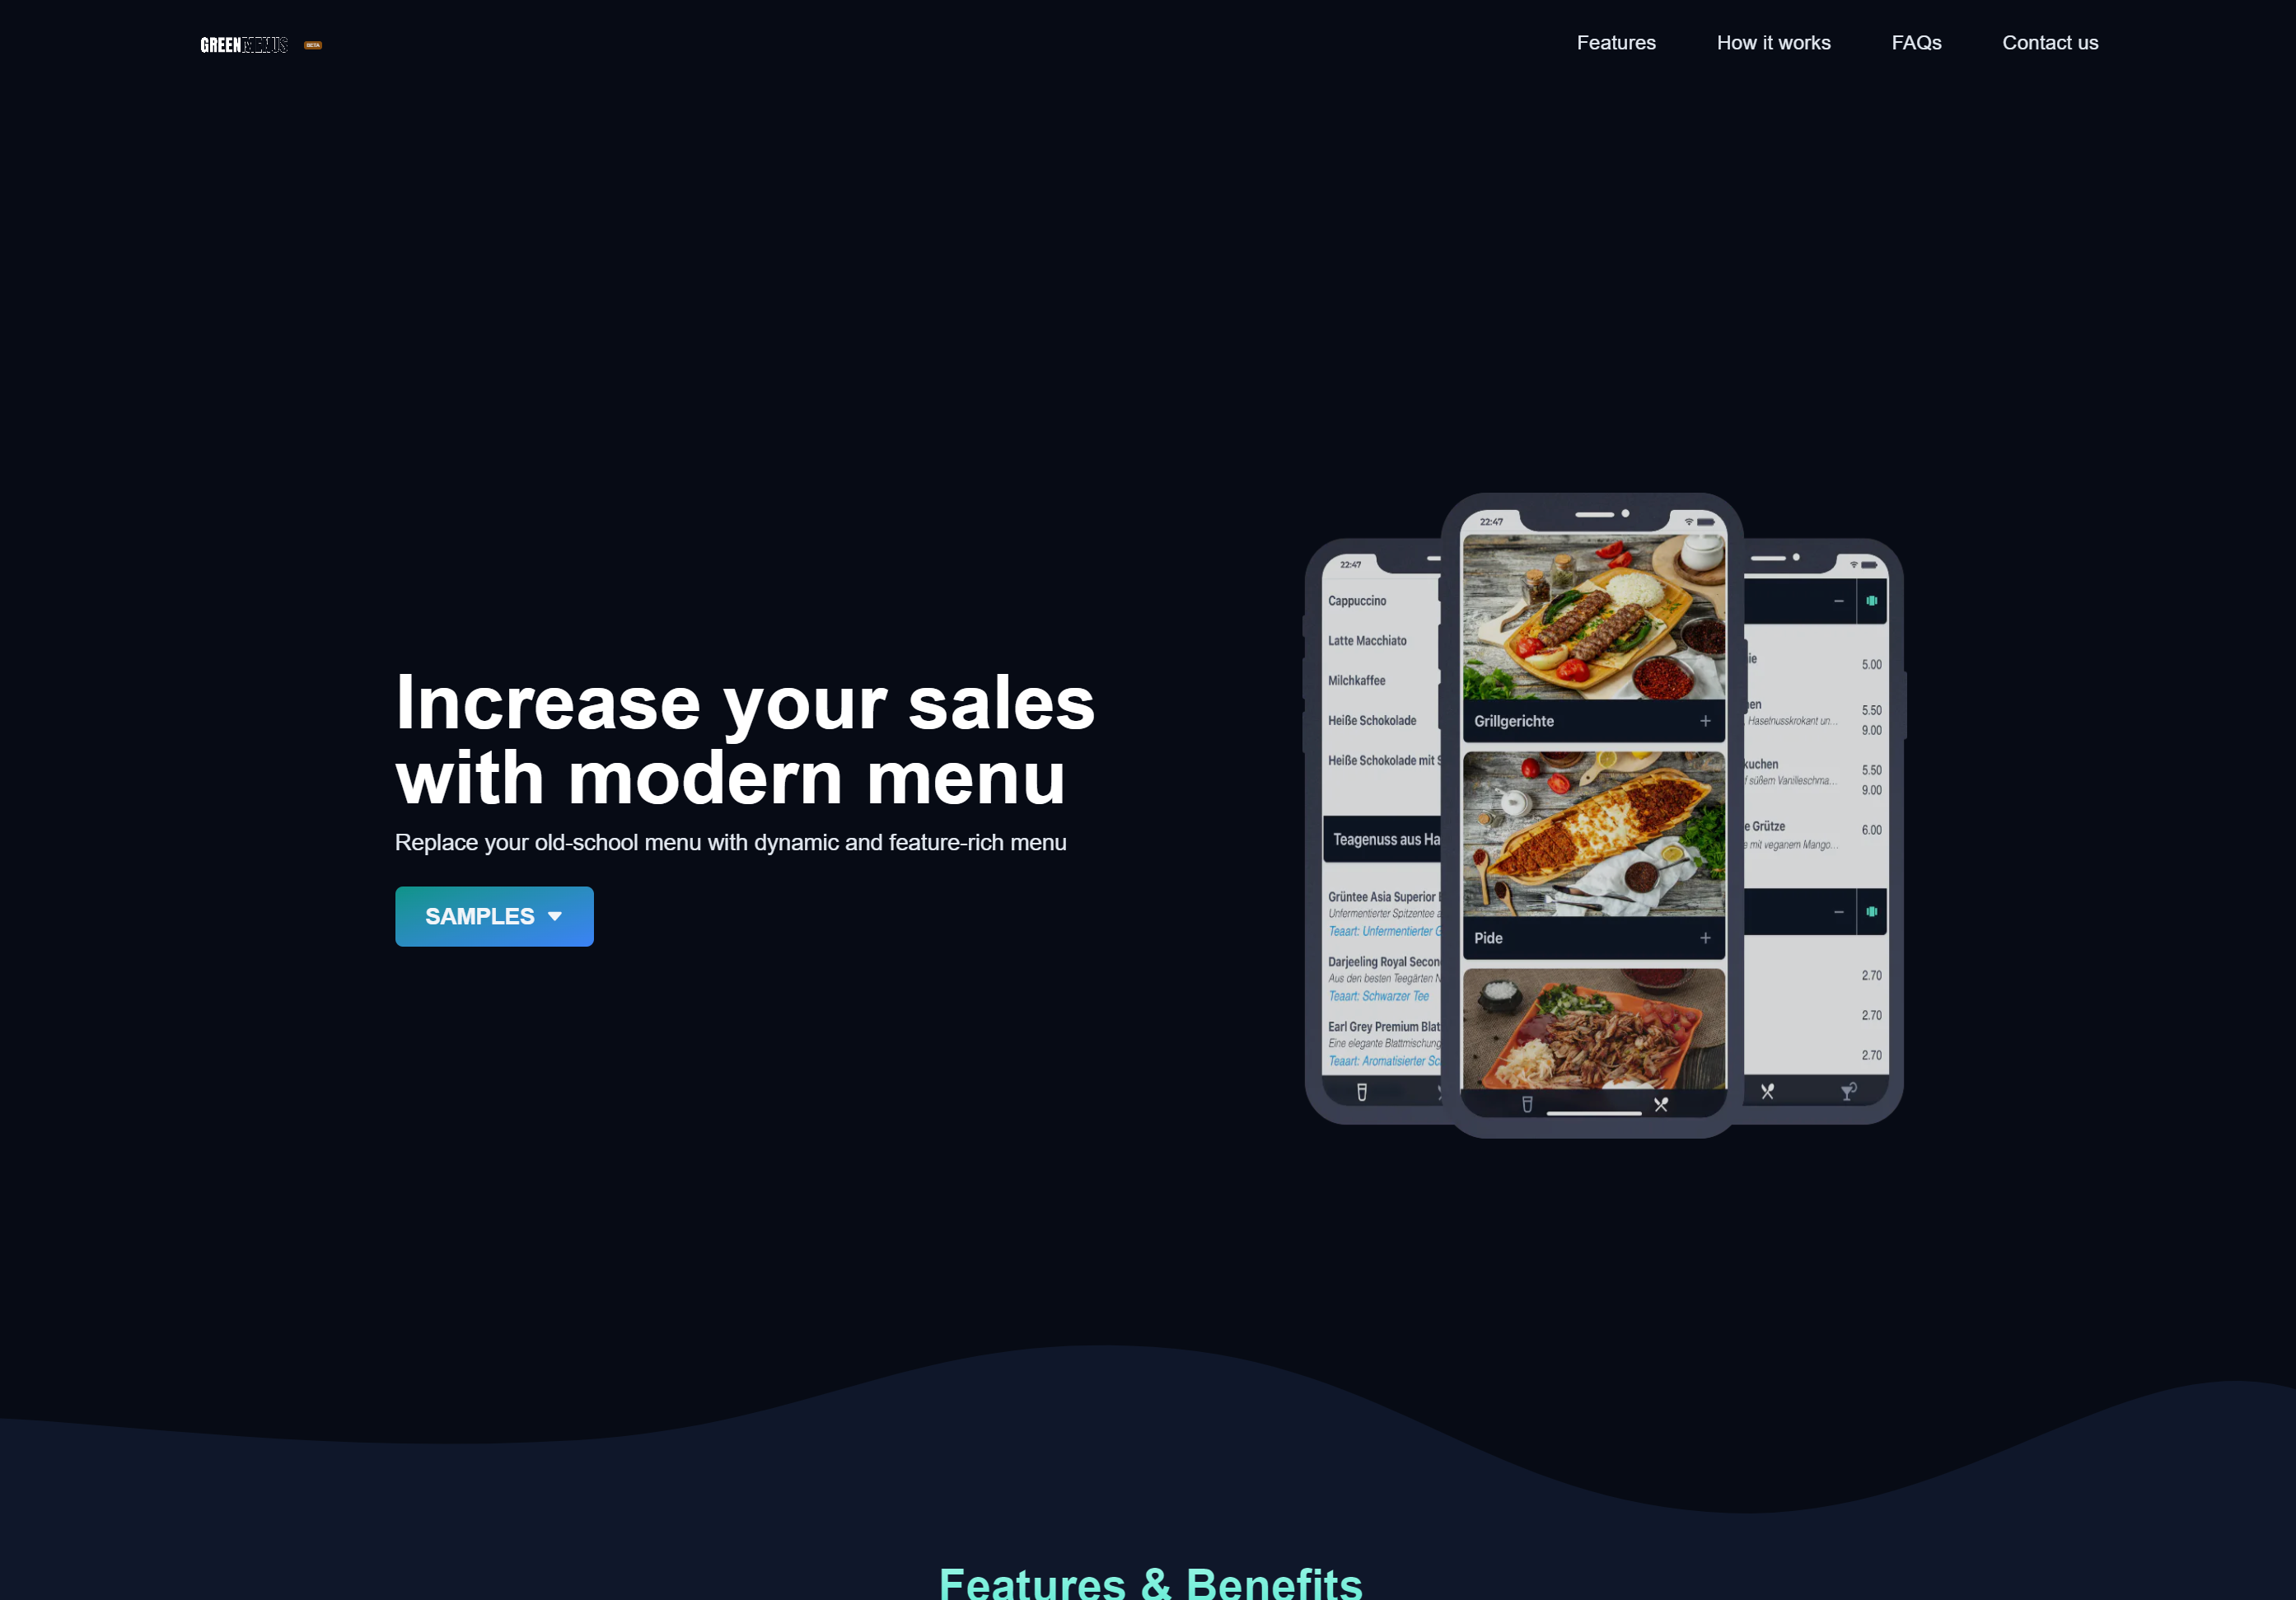 GREENMENUS BETA
Features
How it works
FAQs
Contact us
Increase your sales
with modern menu
Replace your old-school menu with dynamic and feature-rich menu
SAMPLES
22:47
Cappuccino
Latte Macchiato
Milchkaffee
Heiße Schokolade
Heiße Schokolade mit S
Teagenuss aus Ha
Grüntee Asia Superior
Unfermentierter Spitzentee a
Teaart: Unfermentierter G
Darjeeling Royal Secon
Aus den besten Teegärten N
Teaart: Schwarzer Tee
Earl Grey Premium Blat
Eine elegante Blattmischung
Teaart: Aromatisierter Sc
22:47
Grillgerichte
Pide
ie
5.00
en
5.50
Haselnusskrokant un...
9.00
kuchen
5.50
f süßem Vanilleschma...
9.00
e Grütze
6.00
e mit veganem Mango...
2.70
2.70
2.70
Features & Benefits